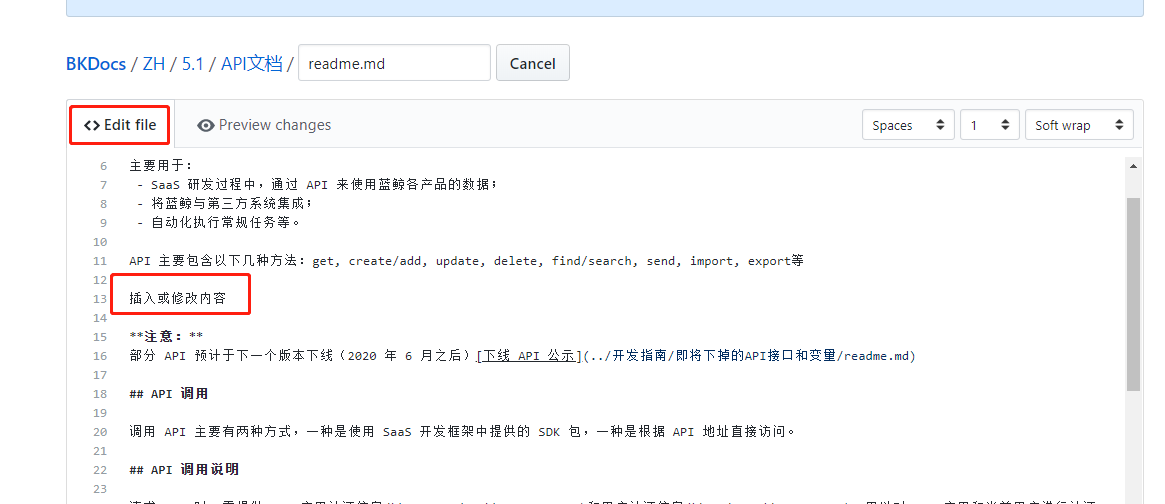 BKDocs / ZH / 5.1 / API文档 / readme.md Cancel
Edit file Preview changes Spaces 1 Soft wrap
6 主要用于：
7 - SaaS 研发过程中，通过 API 来使用蓝鲸各产品的数据；
8 - 将蓝鲸与第三方系统集成；
9 - 自动化执行常规任务等。
10
11 API 主要包含以下几种方法：get, create/add, update, delete, find/search, send, import, export等
12
13 插入或修改内容
14
15 **注意：**
16 部分 API 预计于下一个版本下线（2020 年 6 月之后）[下线 API 公示](../开发指南/即将下掉的API接口和变量/readme.md)
17
18 ## API 调用
19
20 调用 API 主要有两种方式，一种是使用 SaaS 开发框架中提供的 SDK 包，一种是根据 API 地址直接访问。
21
22 ## API 调用说明
23